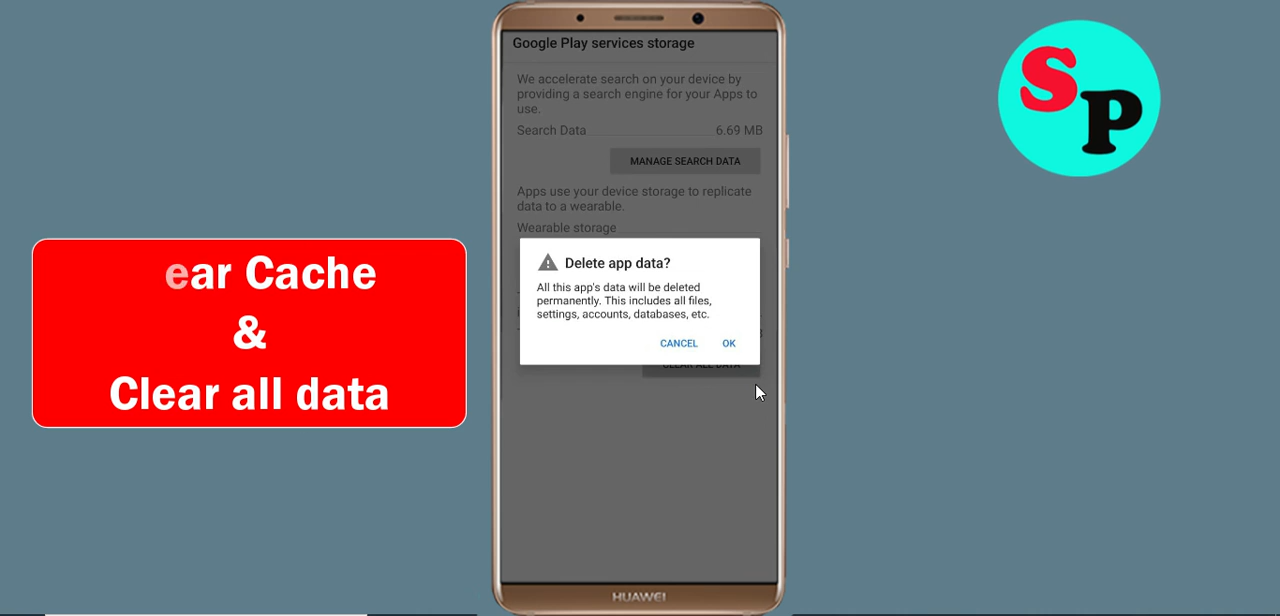 Google Play services storage
We accelerate search on your device by
providing a search engine for your Apps to
use.
Search Data 6.69 MB
MANAGE SEARCH DATA
Apps use your device storage to replicate
data to a wearable.
Wearable storage
Delete app data?
All this app's data will be deleted
permanently. This includes all files,
settings, accounts, databases, etc.
CANCEL OK
CLEAR ALL DATA
HUAWEI
ear Cache
&
Clear all data
SP